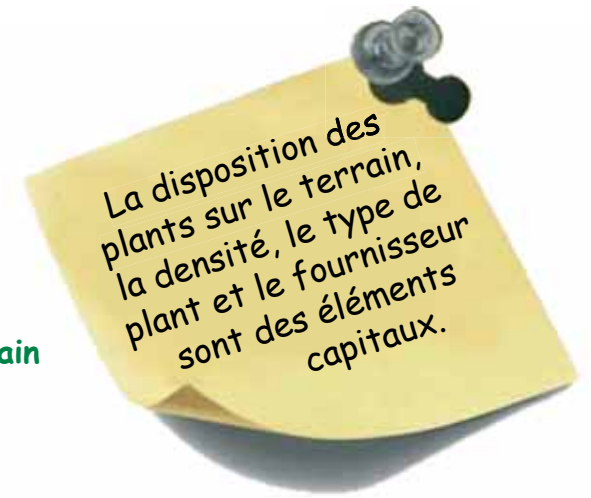 La disposition des
plants sur le terrain,
la densité, le type de
plant et le fournisseur
sont des éléments
capitaux.
ain